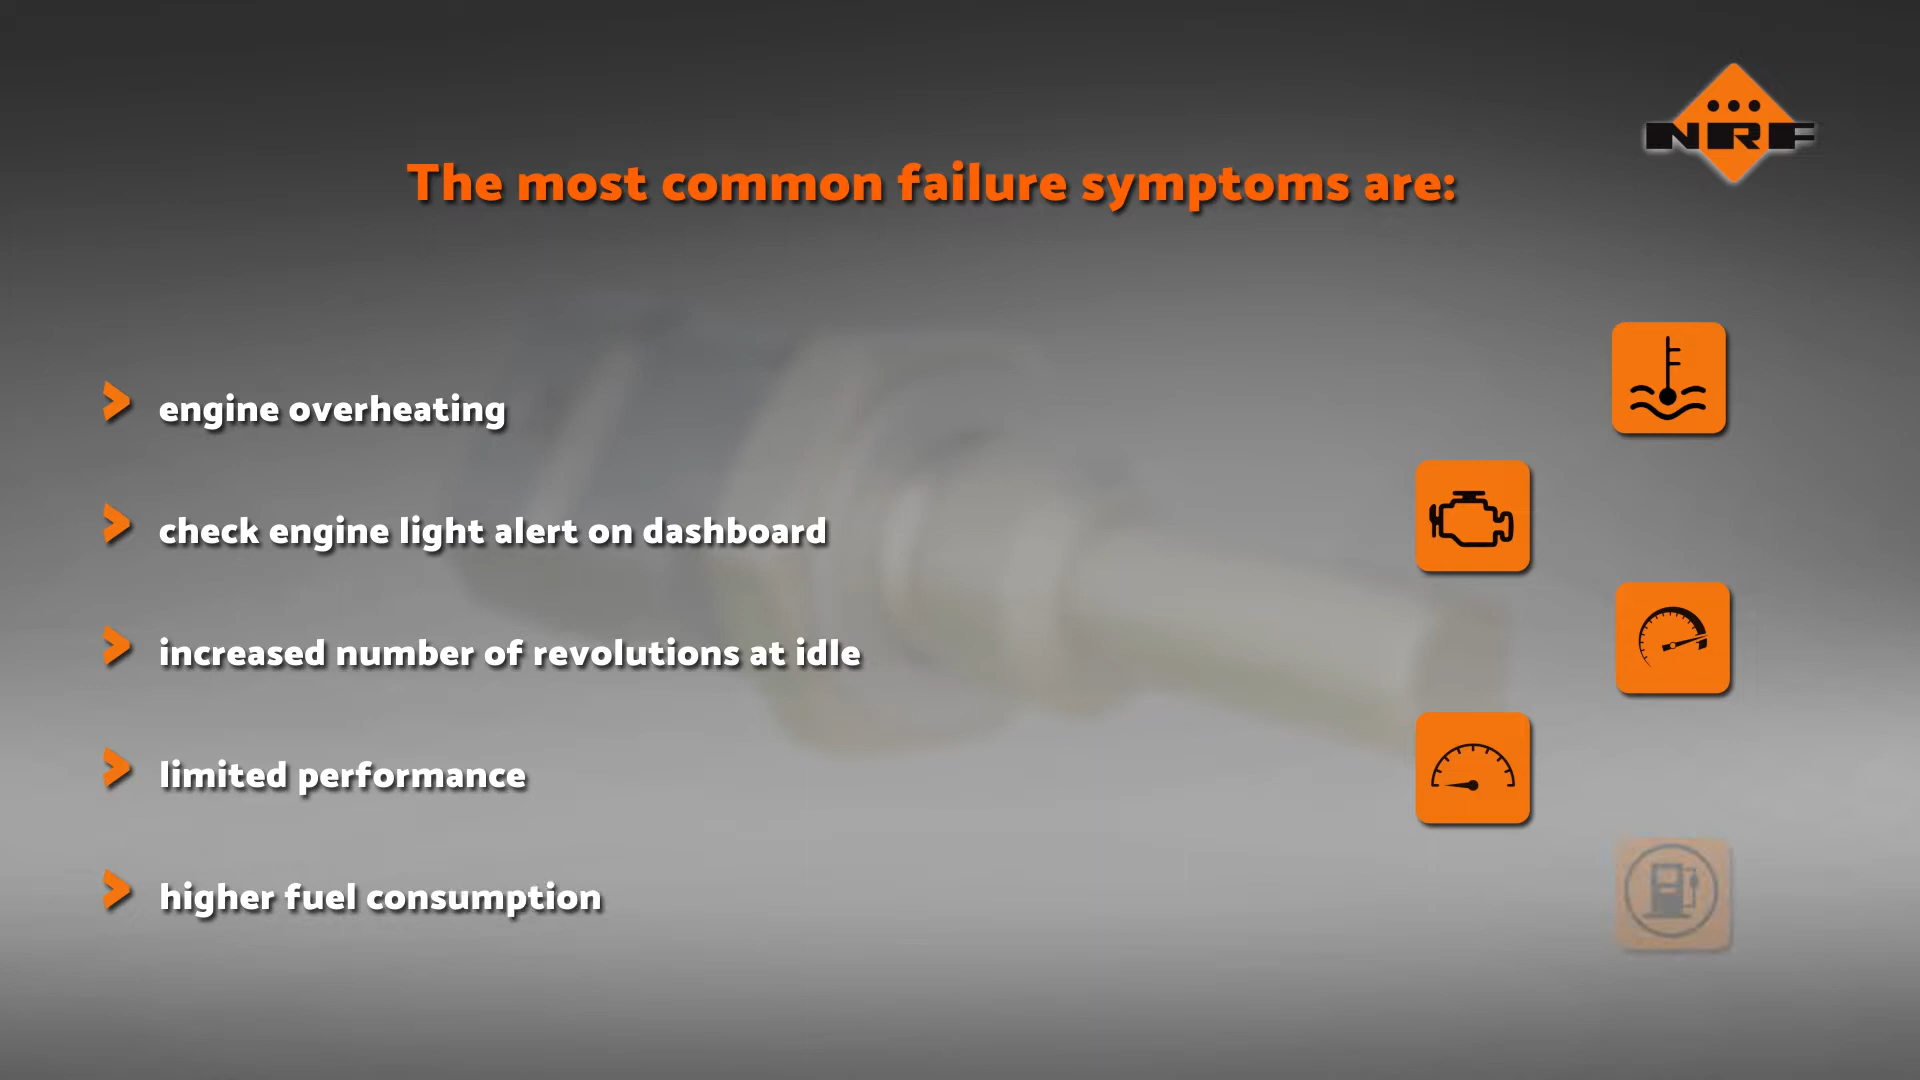 NRF
The most common failure symptoms are:
engine overheating
check engine light alert on dashboard
increased number of revolutions at idle
limited performance
higher fuel consumption